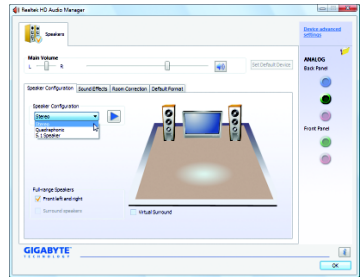 Realtek HD Audio Manager
Speakers
Device advanced settings
Main Volume
L
R
Set Default Device
ANALOG
Back Panel
Front Panel
Speaker Configuration
Sound Effects
Room Correction
Default Format
Speaker Configuration
Stereo
Stereo
Quadraphonic
5.1 Speaker
Full-range Speakers
Front left and right
Surround speakers
Virtual Surround
GIGABYTE
TECHNOLOGY
OK